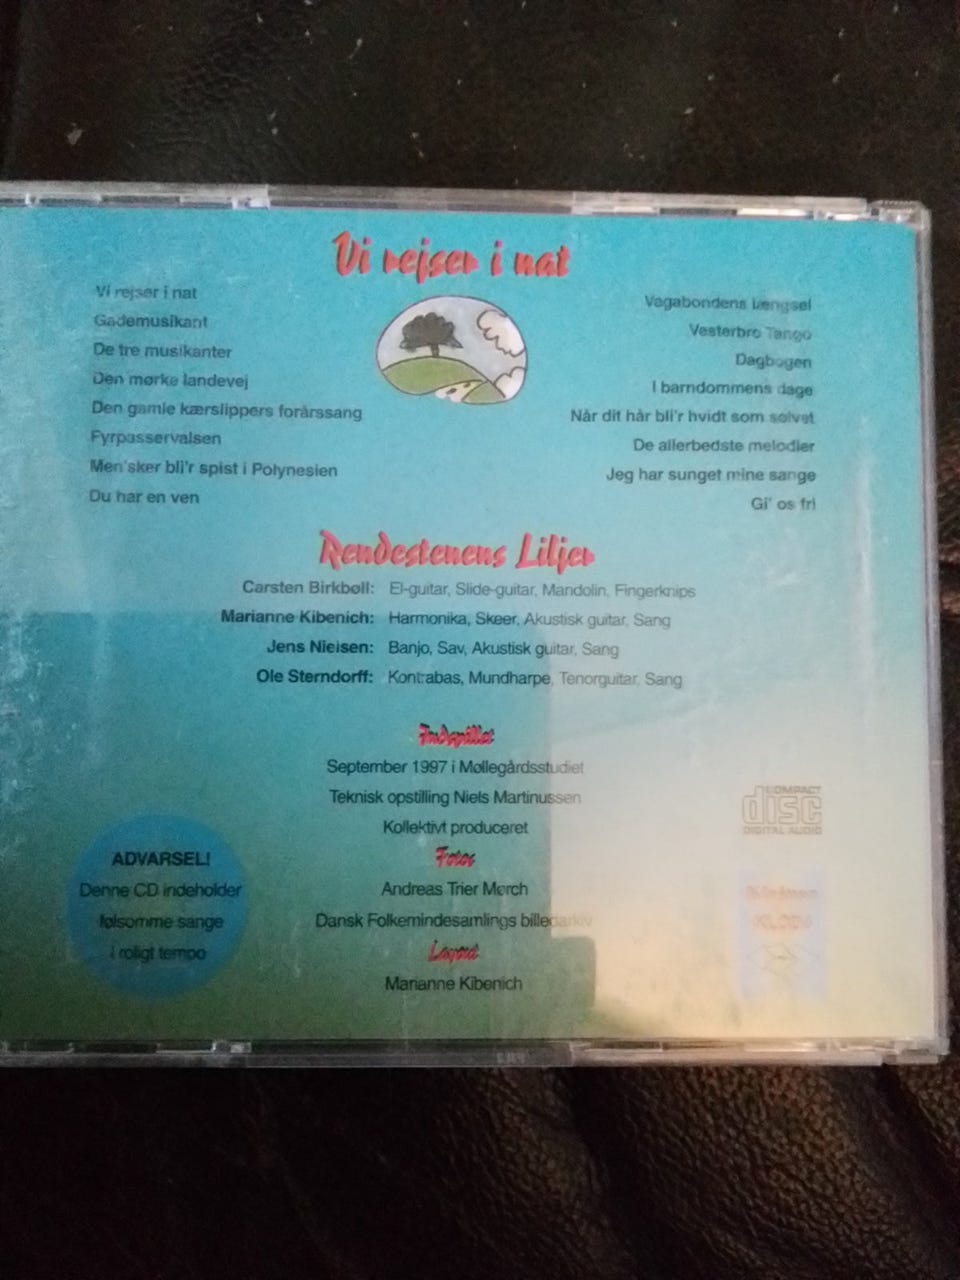 Vi rejser i nat
Vi rejser i nat
Gademusikant
De tre musikanter
Den mørke landevej
Den gamle kærslippers forårssang
Fyrpasservalsen
Men'sker bli'r spist i Polynesien
Du har en ven
Vagabondens længsel
Vesterbro Tango
Dagbogen
I barndommens dage
Når dit hår bli'r hvidt som sølvet
De allerbedste melodier
Jeg har sunget mine sange
Gi' os fri
Rendestenens Liljer
Carsten Birkbøll: El-guitar, Slide-guitar, Mandolin, Fingerknips
Marianne Kibenich: Harmonika, Skeer, Akustisk guitar, Sang
Jens Nielsen: Banjo, Sav, Akustisk guitar, Sang
Ole Sterndorff: Kontrabas, Mundharpe, Tenorguitar, Sang
Indspillet
September 1997 i Møllegårdsstudiet
Teknisk opstilling Niels Martinussen
Kollektivt produceret
Fotos
Andreas Trier Mørch
Dansk Folkemindesamlings billedarkiv
Layout
Marianne Kibenich
ADVARSEL!
Denne CD indeholder
følsomme sange
i roligt tempo
COMPACT
disc
DIGITAL AUDIO